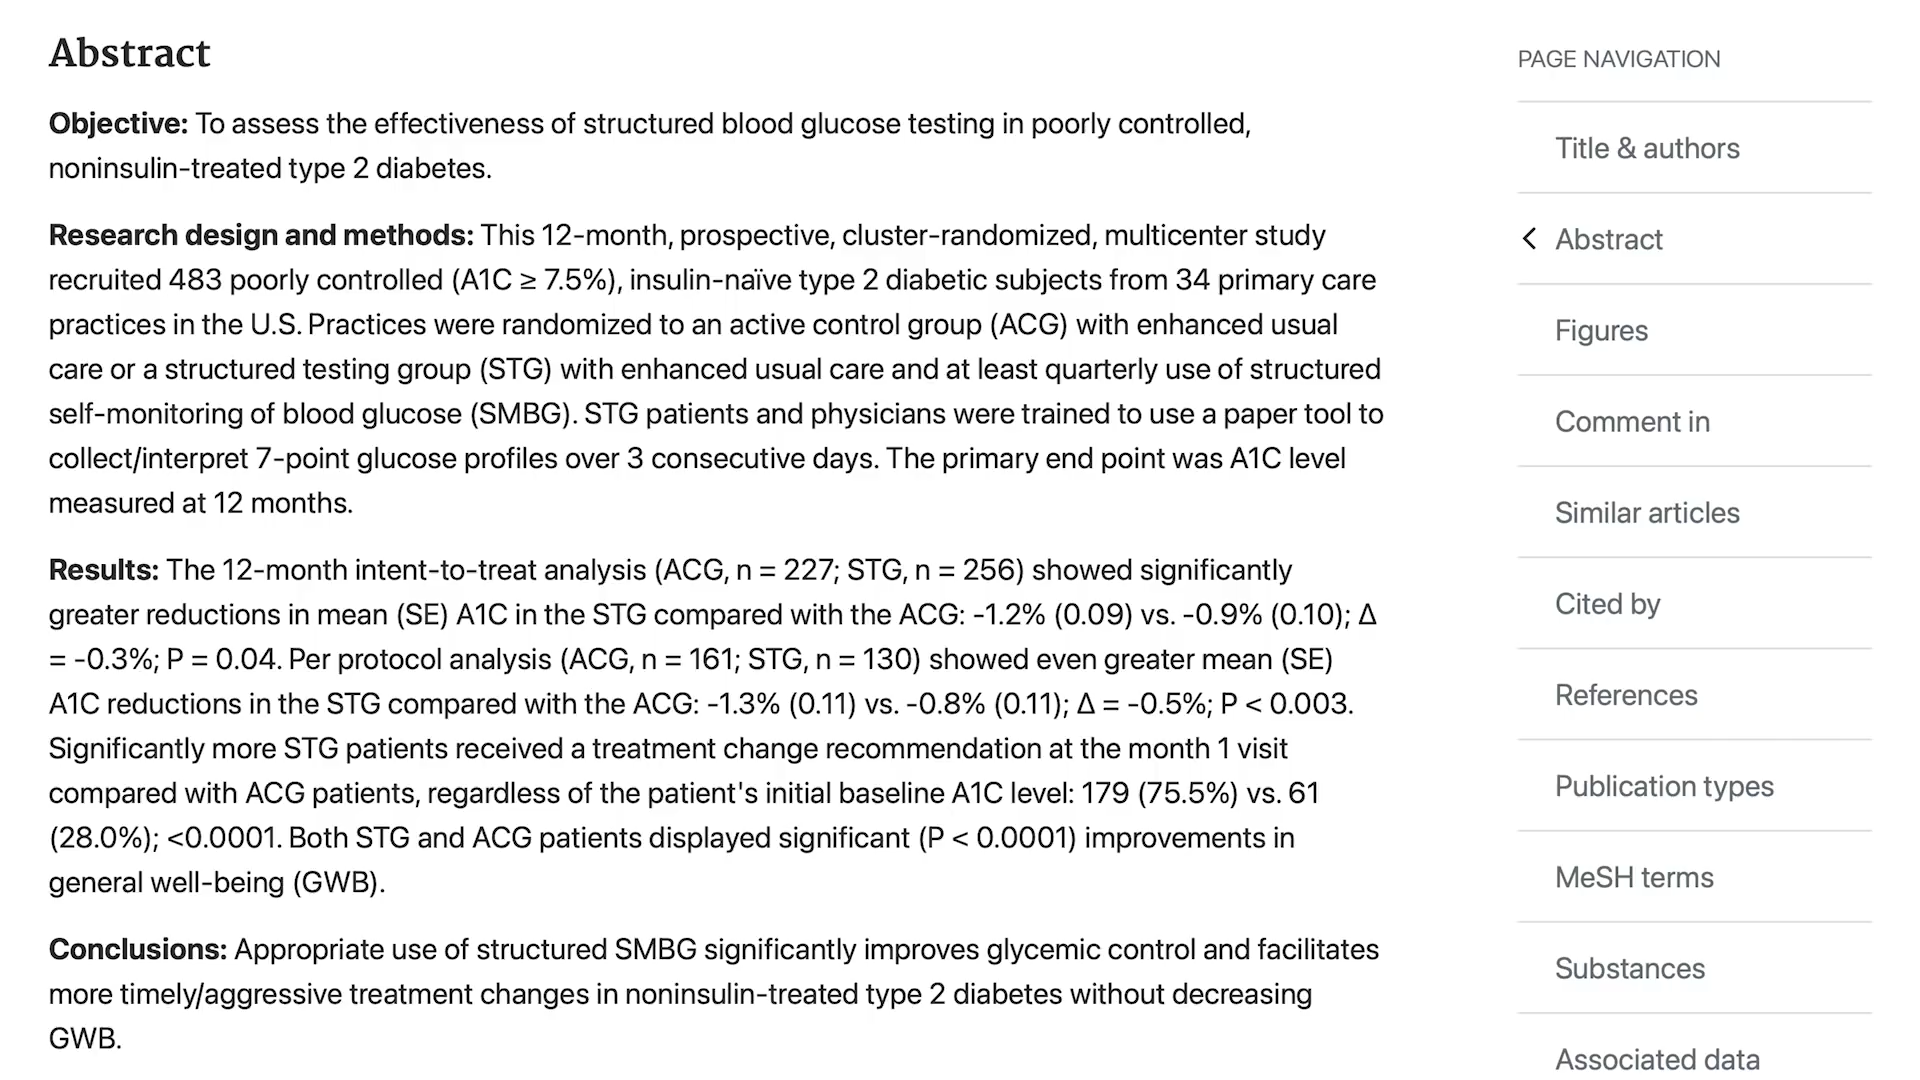 Abstract
Objective: To assess the effectiveness of structured blood glucose testing in poorly controlled,
noninsulin-treated type 2 diabetes.
Research design and methods: This 12-month, prospective, cluster-randomized, multicenter study
recruited 483 poorly controlled (A1C ≥ 7.5%), insulin-naïve type 2 diabetic subjects from 34 primary care
practices in the U.S. Practices were randomized to an active control group (ACG) with enhanced usual
care or a structured testing group (STG) with enhanced usual care and at least quarterly use of structured
self-monitoring of blood glucose (SMBG). STG patients and physicians were trained to use a paper tool to
collect/interpret 7-point glucose profiles over 3 consecutive days. The primary end point was A1C level
measured at 12 months.
Results: The 12-month intent-to-treat analysis (ACG, n = 227; STG, n = 256) showed significantly
greater reductions in mean (SE) A1C in the STG compared with the ACG: -1.2% (0.09) vs. -0.9% (0.10); Δ
= -0.3%; P = 0.04. Per protocol analysis (ACG, n = 161; STG, n = 130) showed even greater mean (SE)
A1C reductions in the STG compared with the ACG: -1.3% (0.11) vs. -0.8% (0.11); Δ = -0.5%; P < 0.003.
Significantly more STG patients received a treatment change recommendation at the month 1 visit
compared with ACG patients, regardless of the patient's initial baseline A1C level: 179 (75.5%) vs. 61
(28.0%); <0.0001. Both STG and ACG patients displayed significant (P < 0.0001) improvements in
general well-being (GWB).
Conclusions: Appropriate use of structured SMBG significantly improves glycemic control and facilitates
more timely/aggressive treatment changes in noninsulin-treated type 2 diabetes without decreasing
GWB.
PAGE NAVIGATION
Title & authors
Abstract
Figures
Comment in
Similar articles
Cited by
References
Publication types
MeSH terms
Substances
Associated data